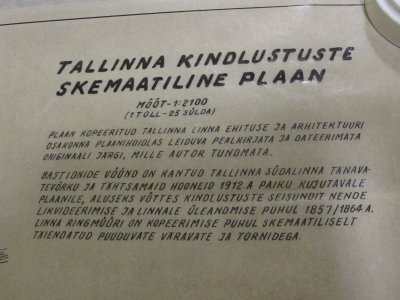 TALLINNA KINDLUSTUSTE
SKEMAATILINE PLAAN
MÕÕT-1:2100
(1 TOLL-25 SÜLDA)
PLAAN KOPEERITUD TALLINNA LINNA EHITUSE JA ARHITEKTUURI
OSAKONNA PLAANIHOIDLAS LEIDUVA PEALKIRJATA JA DATEERIMATA
ORIGINAALI JÄRGI, MILLE AUTOR TUNDMATA.
BASTIONIDE VÖÖND ON KANTUD TALLINNA SÜDALINNA TÄNAVA-
TEVÕRKU JA TÄHTSAMAID HOONEID 1912.A PAIKU KUJUTAVALE
PLAANILE, ALUSEKS VÕTTES KINDLUSTUSTE SEISUNDIT NENDE
LIKVIDEERIMISE JA LINNALE ÜLEANDMISE PUHUL 1857/1864.A.
LINNA RINGMÜÜRI ON KOPEERIMISE PUHUL SKEMAATILISELT
TÄIENDATUD PUUDUVATE VÄRAVATE JA TORNIDEGA.